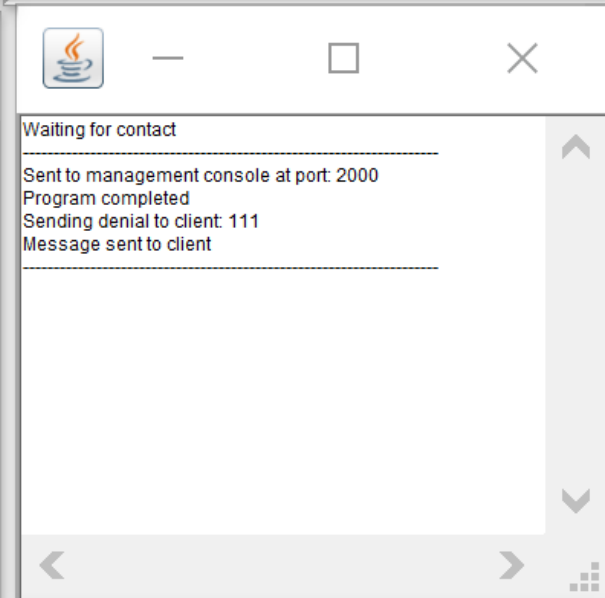 Waiting for contact
--------------------------------------------------------------------
Sent to management console at port: 2000
Program completed
Sending denial to client: 111
Message sent to client
--------------------------------------------------------------------